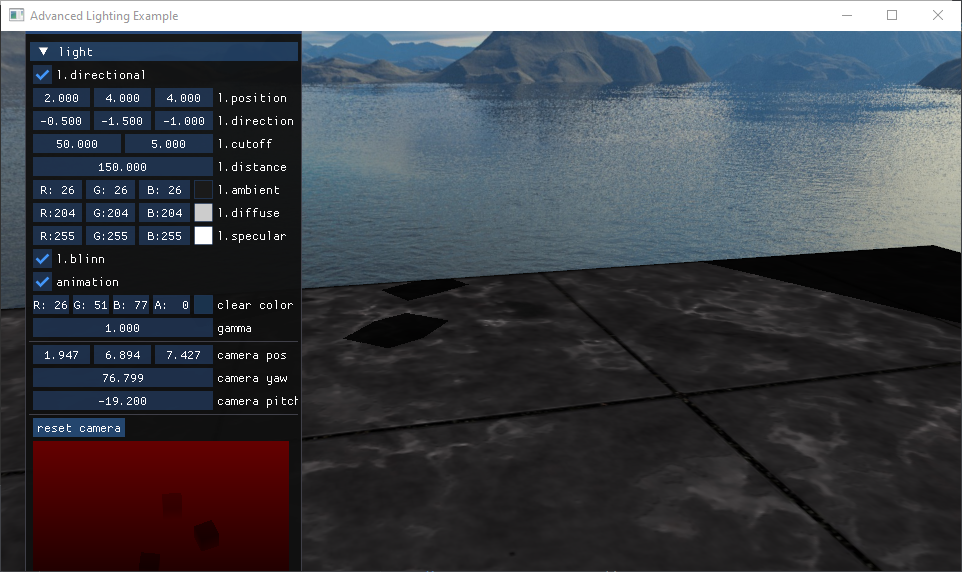 Advanced Lighting Example
light
l.directional
2.000 4.000 4.000 l.position
-0.500 -1.500 -1.000 l.direction
50.000 5.000 l.cutoff
150.000 l.distance
R: 26 G: 26 B: 26 l.ambient
R:204 G:204 B:204 l.diffuse
R:255 G:255 B:255 l.specular
l.blinn
animation
R: 26 G: 51 B: 77 A: 0 clear color
1.000 gamma
1.947 6.894 7.427 camera pos
76.799 camera yaw
-19.200 camera pitch
reset camera